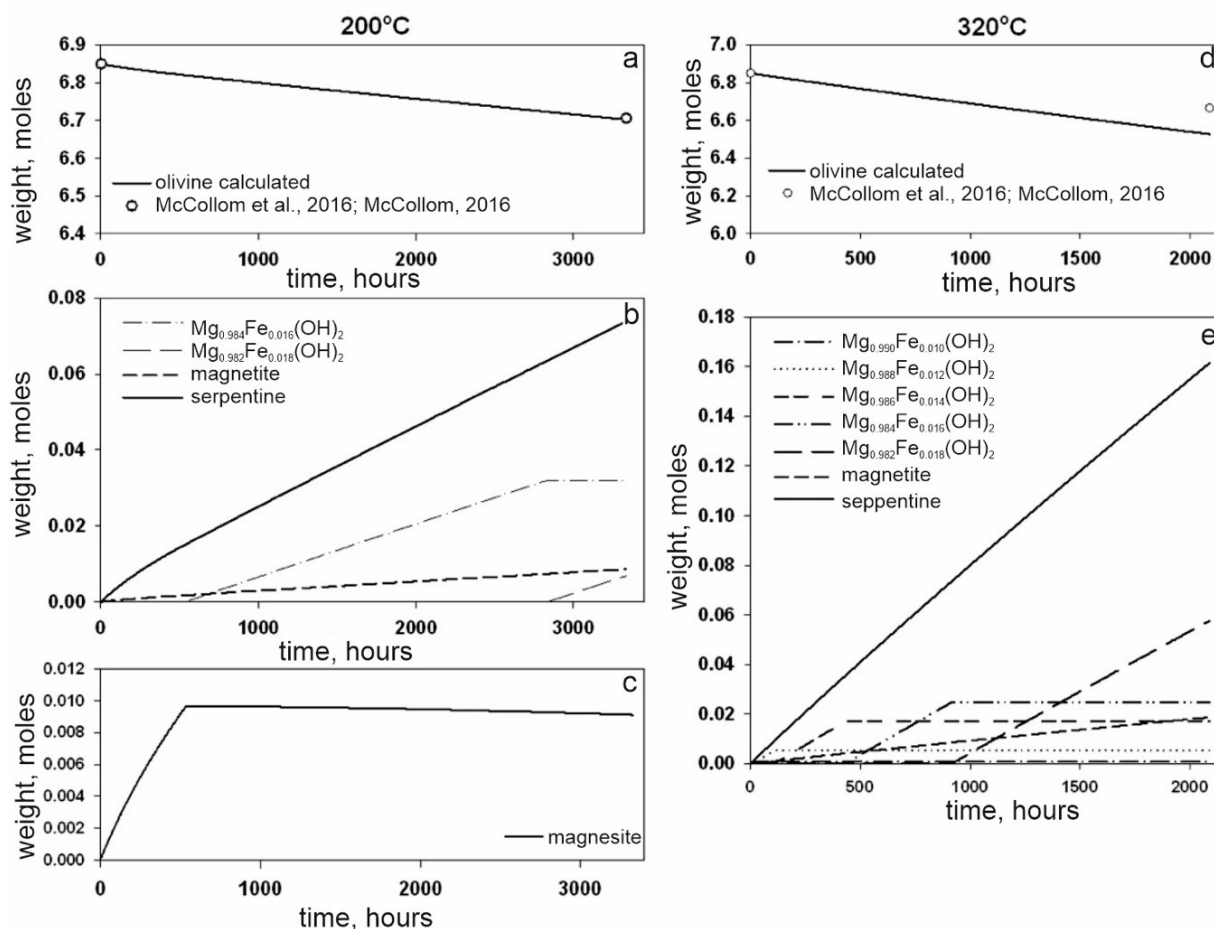 200°C
a
6.9
6.8
6.7
6.6
6.5
6.4
weight, moles
olivine calculated
McCollom et al., 2016; McCollom, 2016
0 1000 2000 3000
time, hours
b
0.08
0.06
0.04
0.02
0.00
weight, moles
Mg0.984Fe0.016(OH)2
Mg0.982Fe0.018(OH)2
magnetite
serpentine
0 1000 2000 3000
time, hours
c
0.012
0.010
0.008
0.006
0.004
0.002
0.000
weight, moles
magnesite
0 1000 2000 3000
time, hours
320°C
d
7.0
6.8
6.6
6.4
6.2
6.0
weight, moles
olivine calculated
McCollom et al., 2016; McCollom, 2016
0 500 1000 1500 2000
time, hours
e
0.18
0.16
0.14
0.12
0.10
0.08
0.06
0.04
0.02
0.00
weight, moles
Mg0.990Fe0.010(OH)2
Mg0.988Fe0.012(OH)2
Mg0.986Fe0.014(OH)2
Mg0.984Fe0.016(OH)2
Mg0.982Fe0.018(OH)2
magnetite
seppentine
0 500 1000 1500 2000
time, hours